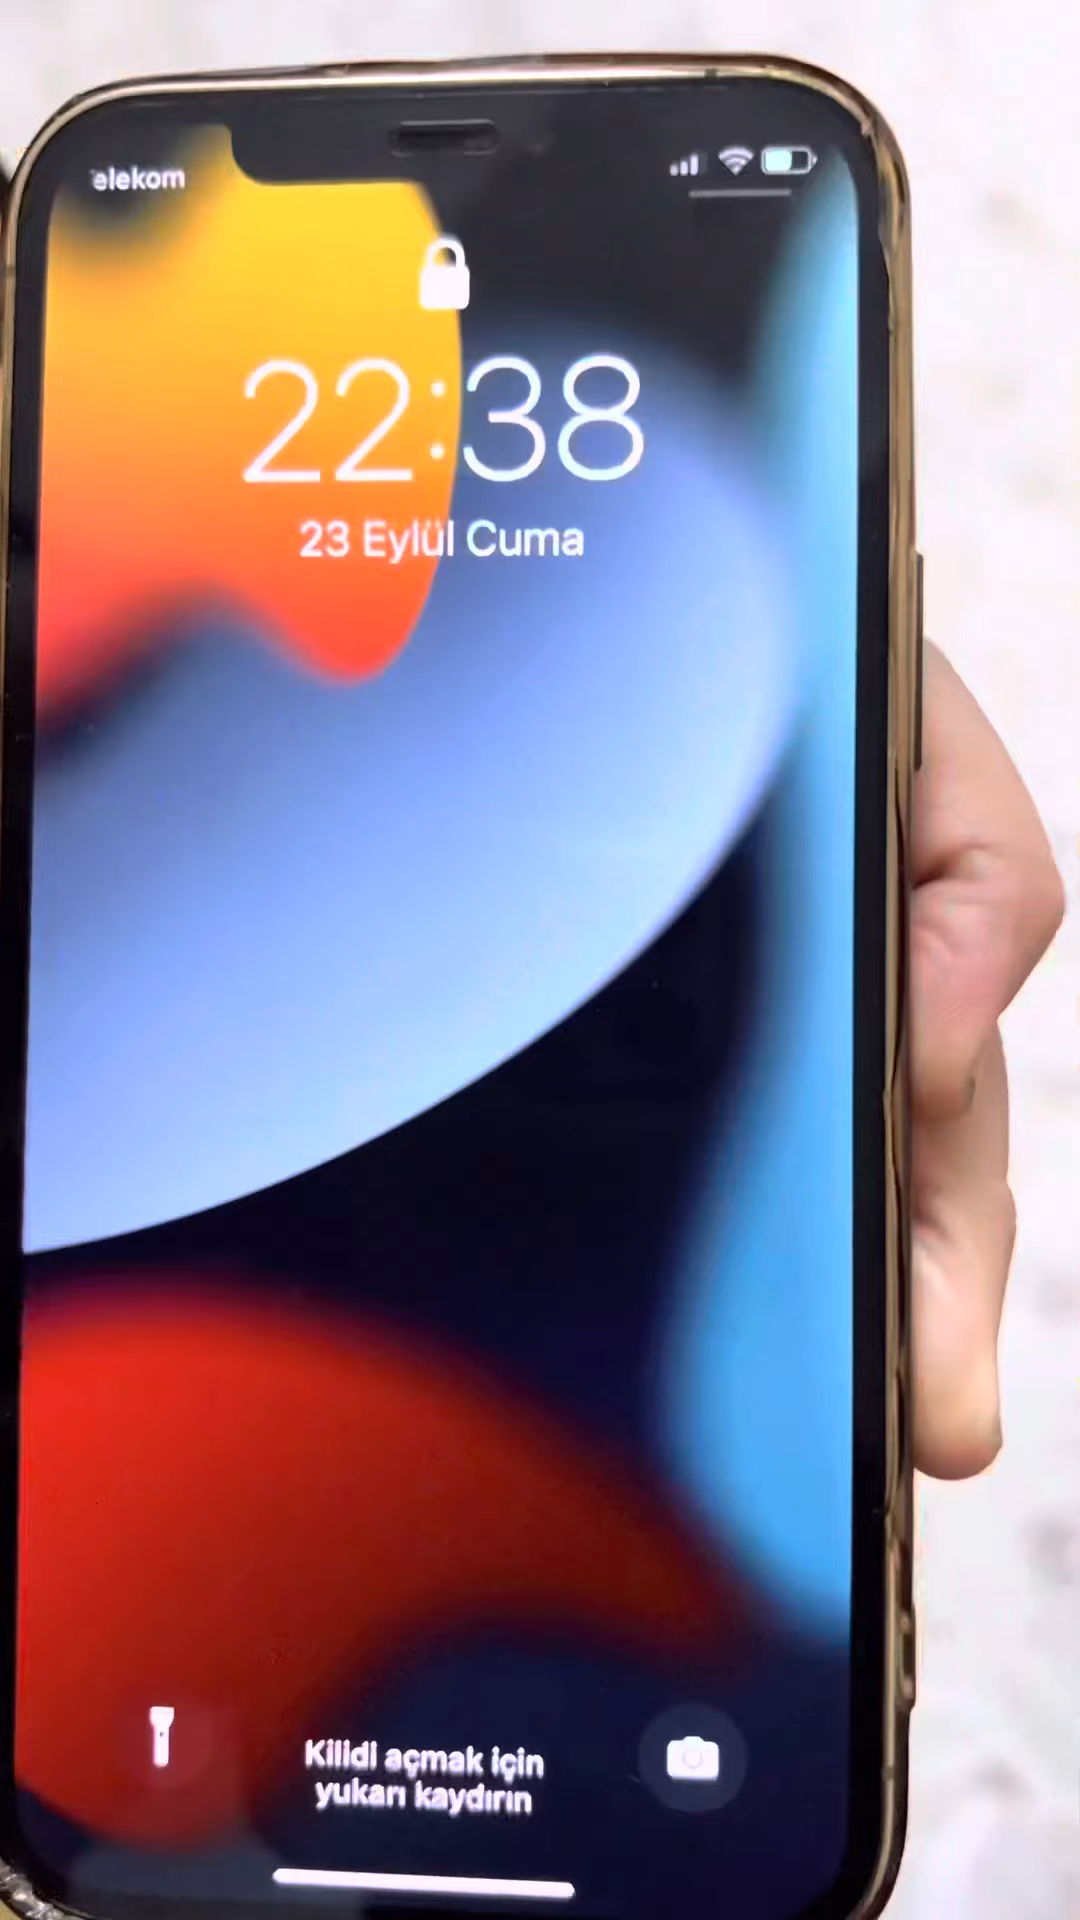 elekom
22:38
23 Eylül Cuma
Kilidi açmak için
yukarı kaydırın